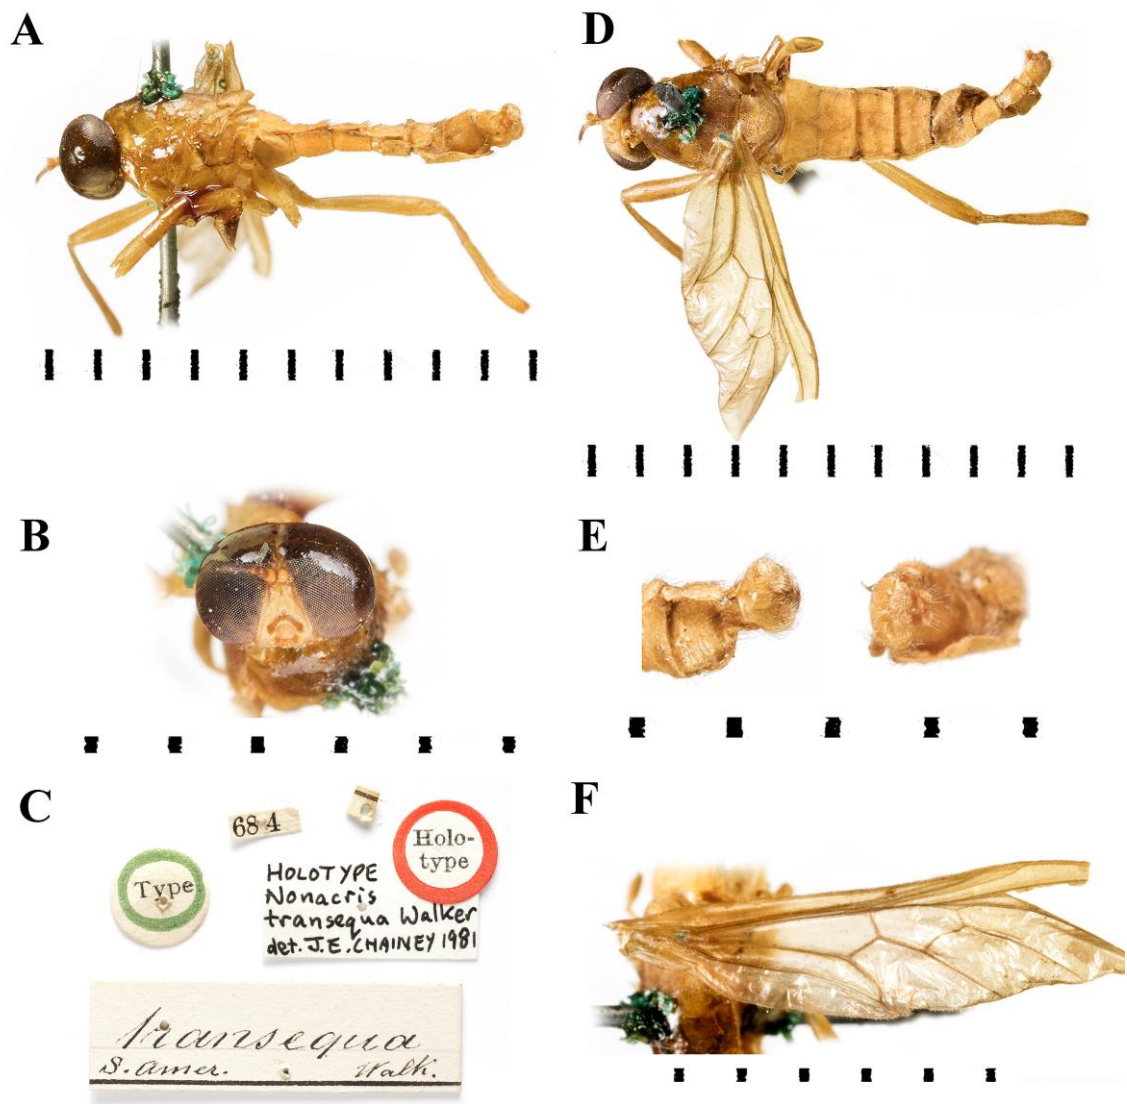 A
D
B
E
C
68 4
Holo-
type
Type
HOLOTYPE
Nonacris
transequa Walker
det. J.E. CHAINEY 1981
transequa
S. Amer. Walk.
F